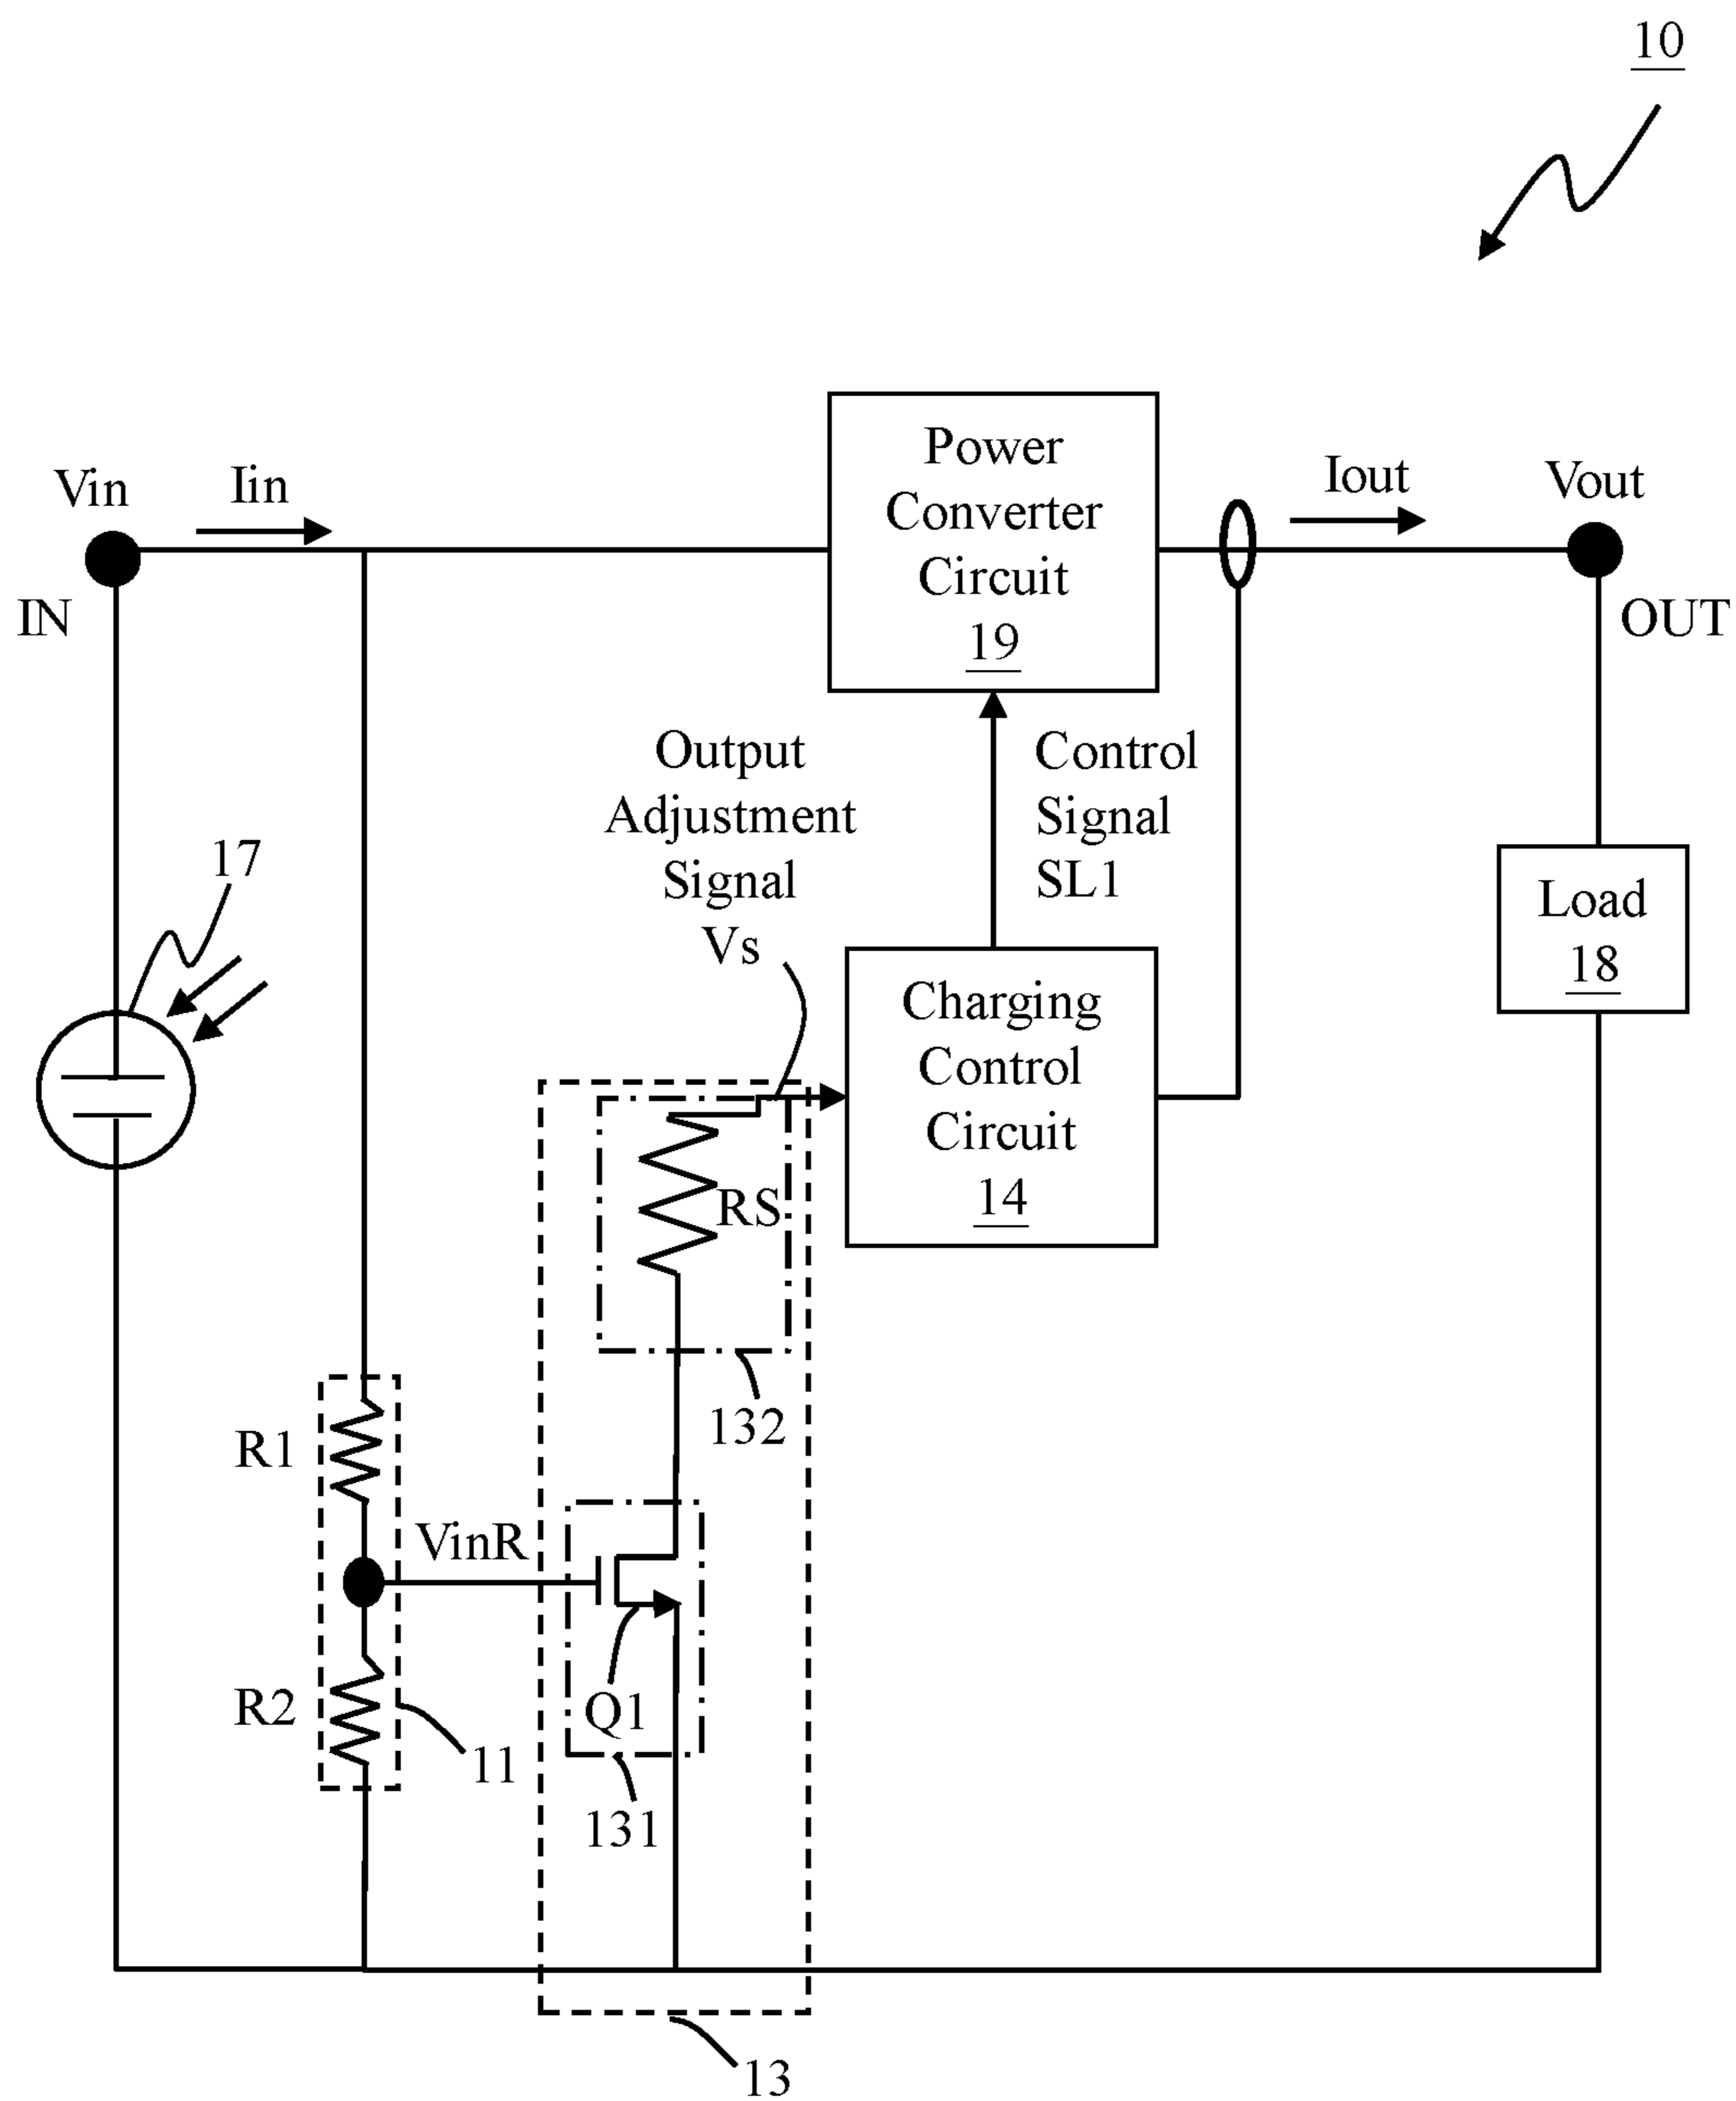 10
Vin
Iin
IN
Power
Converter
Circuit
19
Iout
Vout
OUT
Output
Adjustment
Signal
Vs
Control
Signal
SL1
17
Load
18
Charging
Control
Circuit
14
RS
132
R1
VinR
R2
Q1
11
131
13